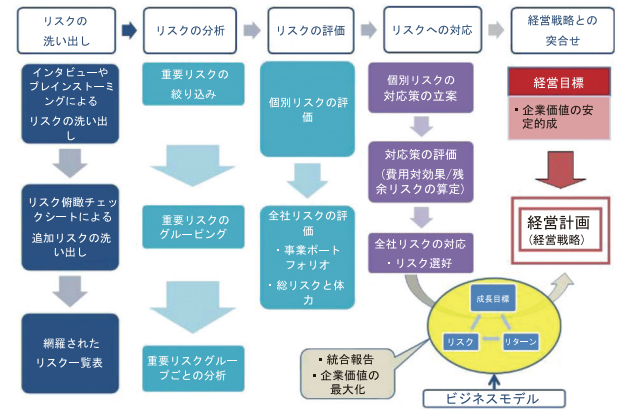 リスクの
洗い出し
リスクの分析
リスクの評価
リスクへの対応
経営戦略との
突合せ
インタビューや
ブレインストーミ
ングによる
リスクの洗い出
し
リスク俯瞰チェッ
クシートによる
追加リスクの洗
い出し
網羅された
リスク一覧表
重要リスクの
絞り込み
重要リスクの
グルーピング
重要リスクグルー
プごとの分析
個別リスクの評
価
全社リスクの評
価
・事業ポート
フォリオ
・総リスクと体
力
個別リスクの
対応策の立案
対応策の評価
(費用対効果/残
余リスクの算定)
全社リスクの対応
・リスク選好
経営目標
▪ 企業価値の安
定的成
経営計画
(経営戦略)
成長目標
リスク
リターン
▪ 統合報告
▪ 企業価値の
最大化
ビジネスモデル